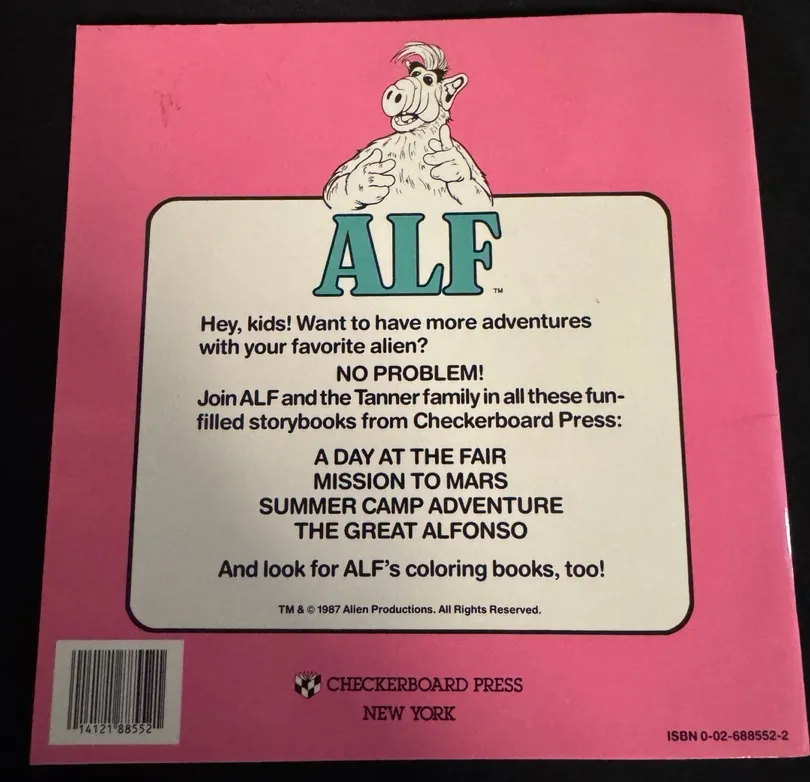 ALF
TM
Hey, kids! Want to have more adventures
with your favorite alien?
NO PROBLEM!
Join ALF and the Tanner family in all these fun-
filled storybooks from Checkerboard Press:
A DAY AT THE FAIR
MISSION TO MARS
SUMMER CAMP ADVENTURE
THE GREAT ALFONSO
And look for ALF's coloring books, too!
TM & © 1987 Alien Productions. All Rights Reserved.
14121 88552
CHECKERBOARD PRESS
NEW YORK
ISBN 0-02-688552-2